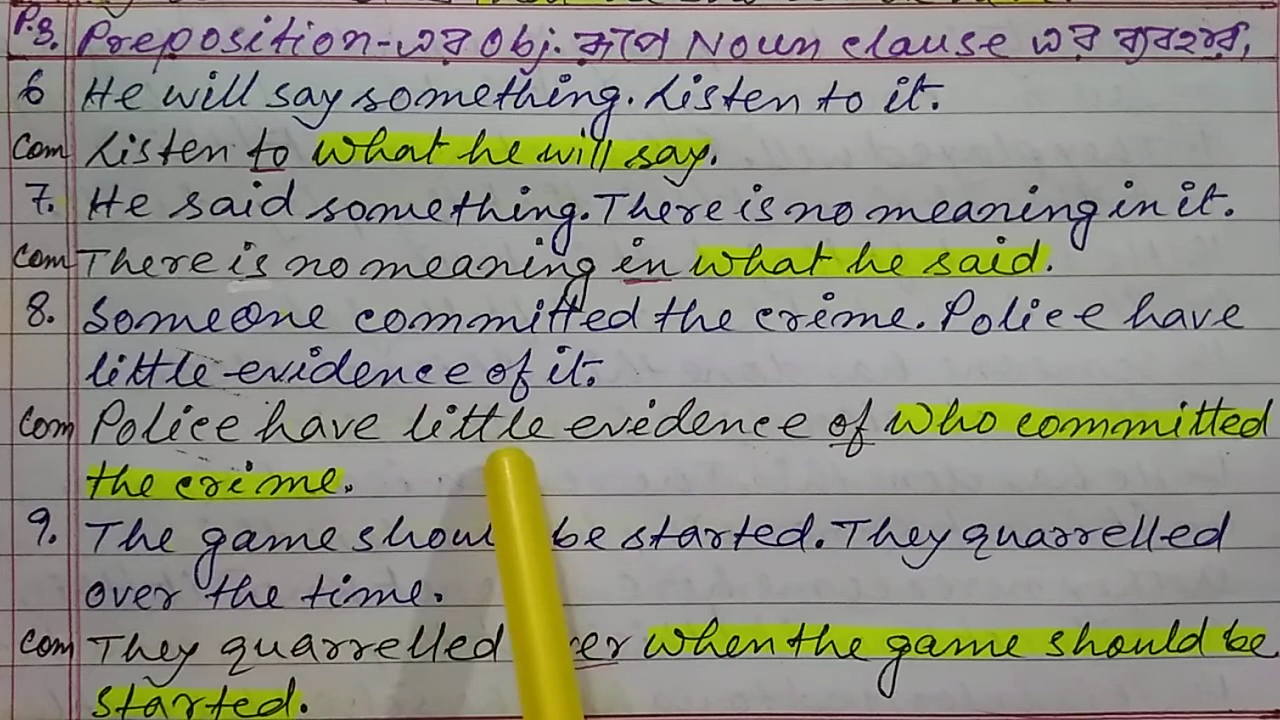 P.3. Preposition-এর Obj. রূপে Noun clause এর ব্যবহার,
6 He will say something. Listen to it.
Com Listen to what he will say.
7. He said something. There is no meaning in it.
Com There is no meaning in what he said.
8. Someone committed the crime. Police have
little evidence of it.
Com Police have little evidence of who committed
the crime.
9. The game shoul be started. They quarrelled
over the time.
Com They quarrelled er when the game should be
started.